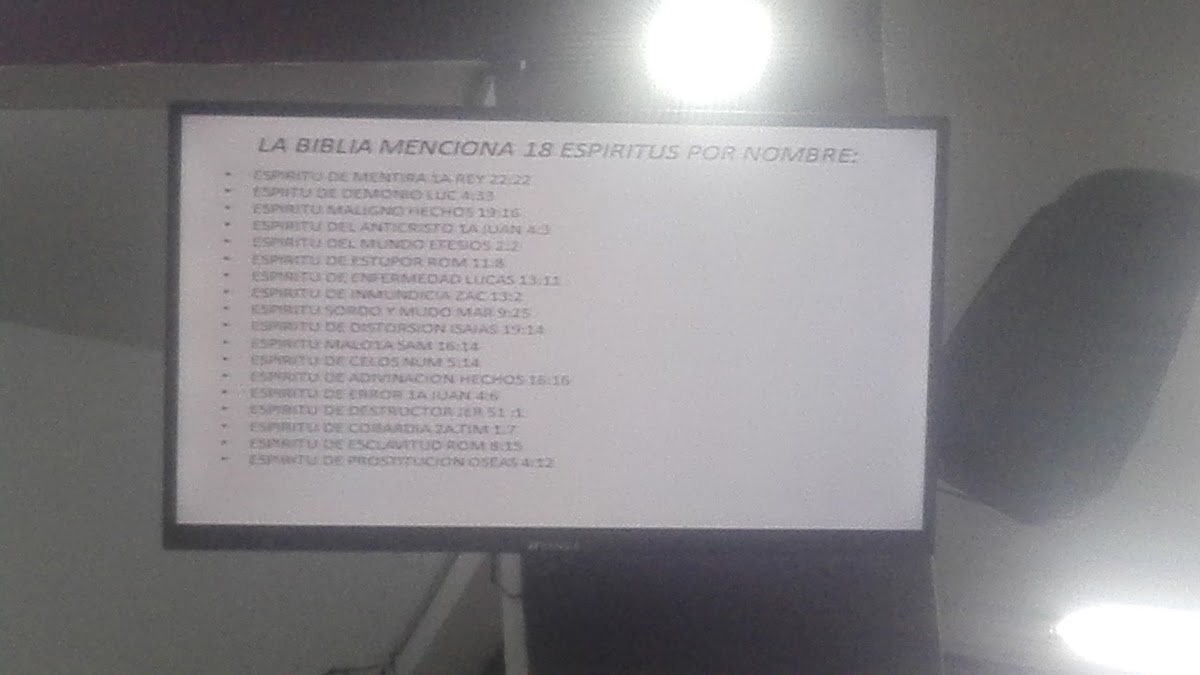 LA BIBLIA MENCIONA 18 ESPIRITUS POR NOMBRE:
• ESPIRITU DE MENTIRA 1A REY 22:22
• ESPIITU DE DEMONIO LUC 4:33
• ESPIRITU MALIGNO HECHOS 19:16
• ESPIRITU DEL ANTICRISTO 1A JUAN 4:3
• ESPIRITU DEL MUNDO EFESIOS 2:2
• ESPIRITU DE ESTUPOR ROM 11:8
• ESPIRITU DE ENFERMEDAD LUCAS 13:11
• ESPIRITU DE INMUNDICIA ZAC 13:2
• ESPIRITU SORDO Y MUDO MAR 9:25
• ESPIRITU DE DISTORSION ISAIAS 19:14
• ESPIRITU MALO1A SAM 16:14
• ESPIRITU DE CELOS NUM 5:14
• ESPIRITU DE ADIVINACION HECHOS 16:16
• ESPIRITU DE ERROR 1A JUAN 4:6
• ESPIRITU DE DESTRUCTOR JER 51 :1
• ESPIRITU DE COBARDIA 2A.TIM 1:7
• ESPIRITU DE ESCLAVITUD ROM 8:15
• ESPIRITU DE PROSTITUCION OSEAS 4:12